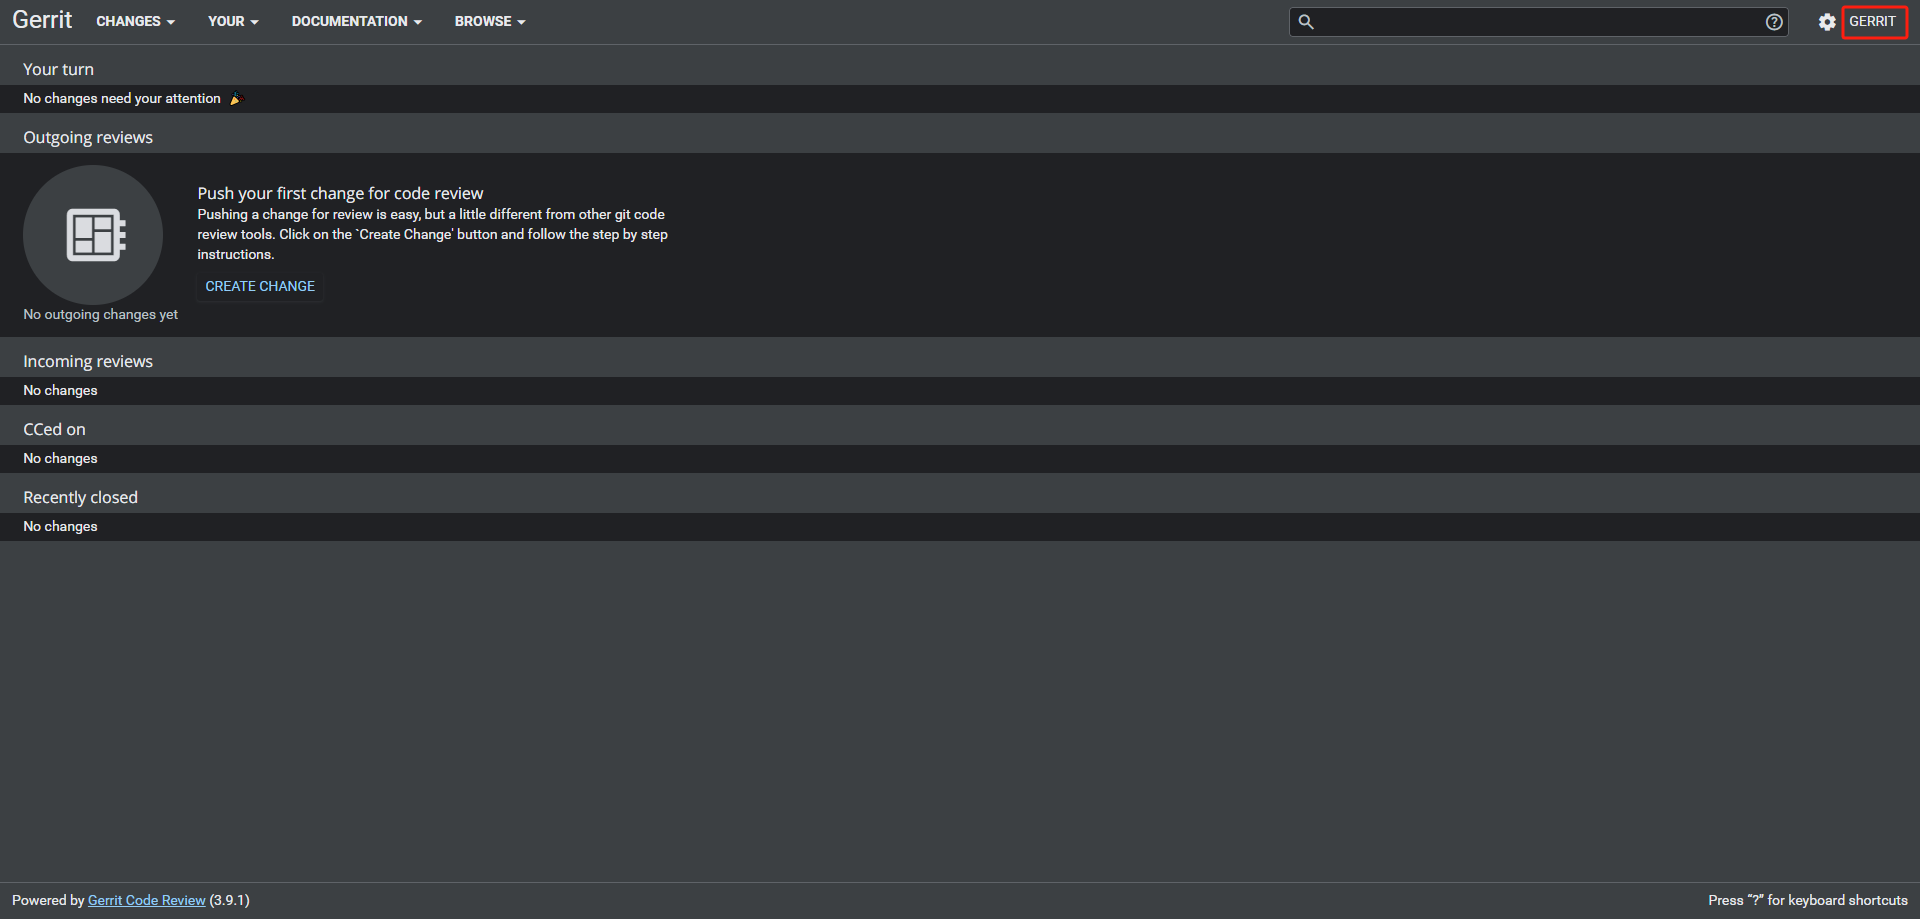 Gerrit CHANGES YOUR DOCUMENTATION BROWSE GERRIT
Your turn
No changes need your attention
Outgoing reviews
Push your first change for code review
Pushing a change for review is easy, but a little different from other git code
review tools. Click on the `Create Change' button and follow the step by step
instructions.
CREATE CHANGE
No outgoing changes yet
Incoming reviews
No changes
CCed on
No changes
Recently closed
No changes
Powered by Gerrit Code Review (3.9.1)
Press “?” for keyboard shortcuts